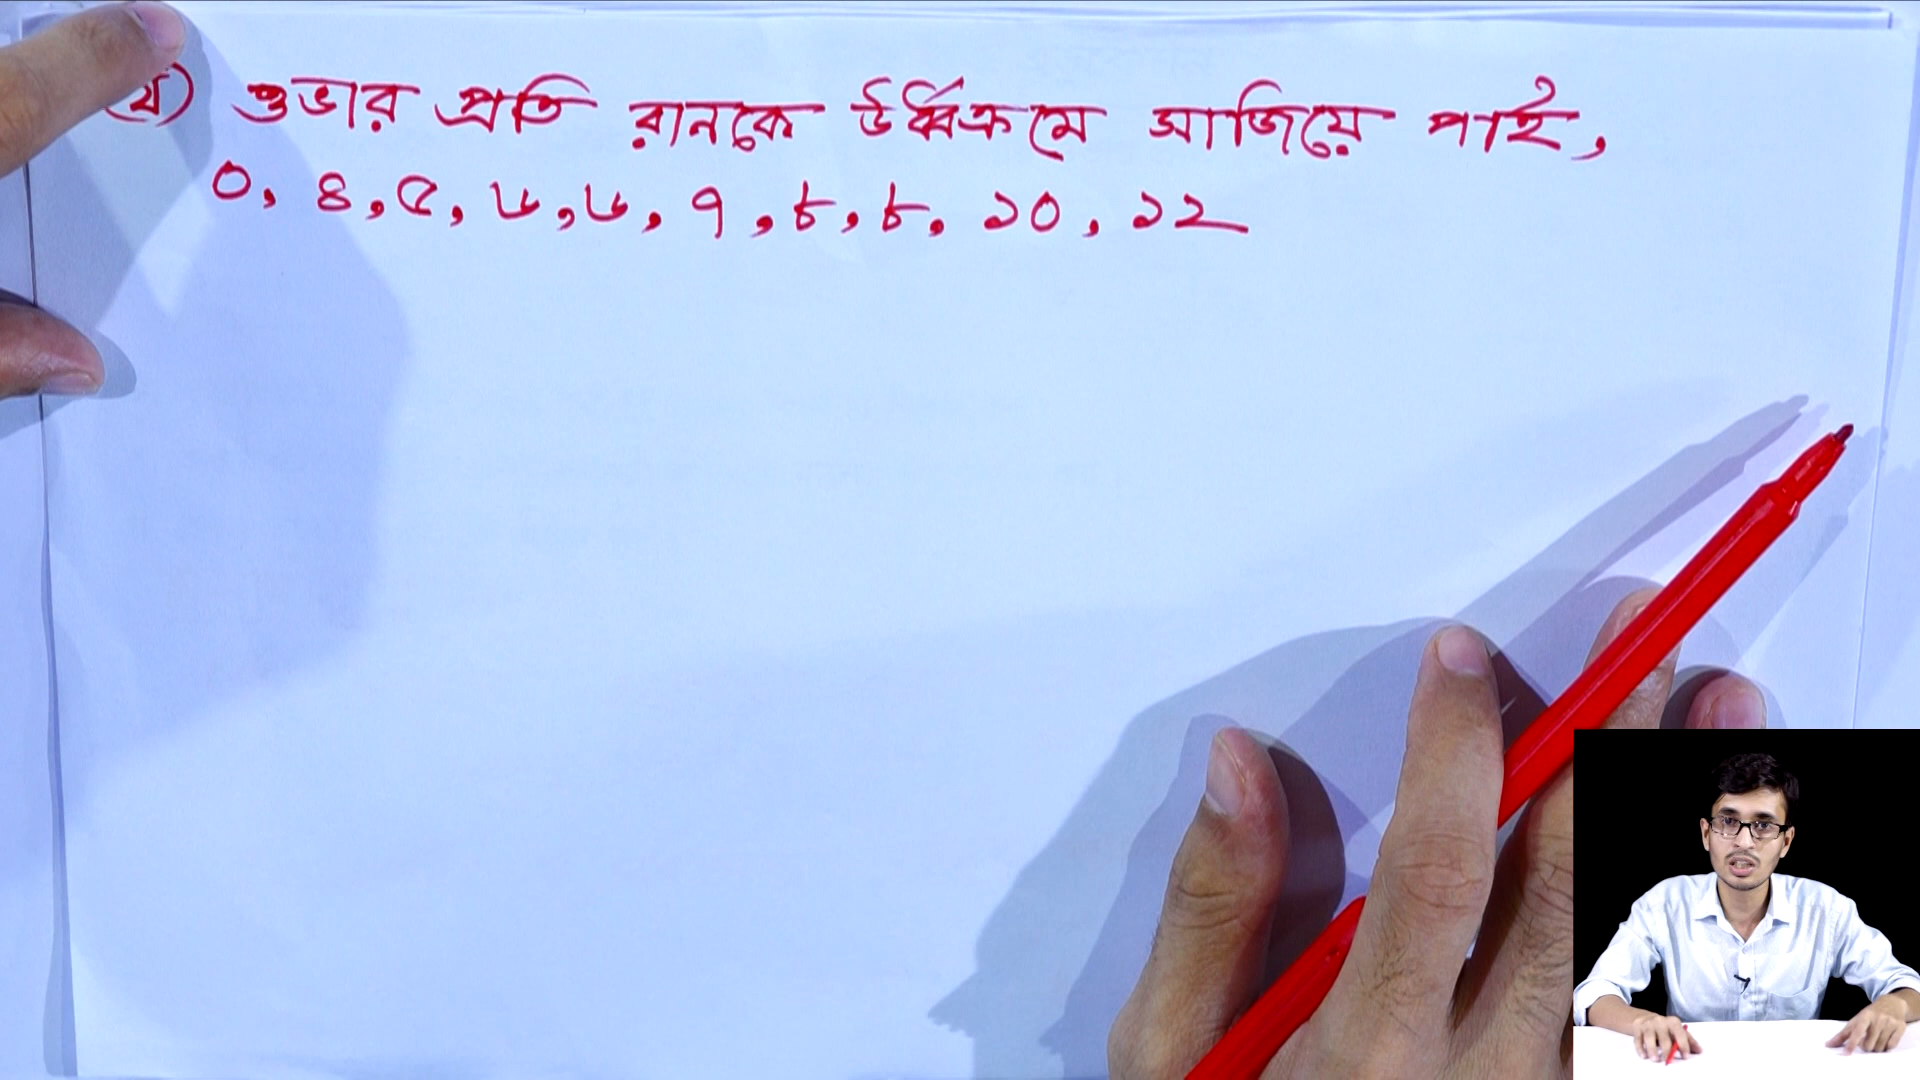 (খ) ওভার প্রতি রানকে ঊর্ধ্বক্রমে সাজিয়ে পাই,
০, ৪, ৫, ৬, ৬, ৭, ৮, ৮, ১০, ১২